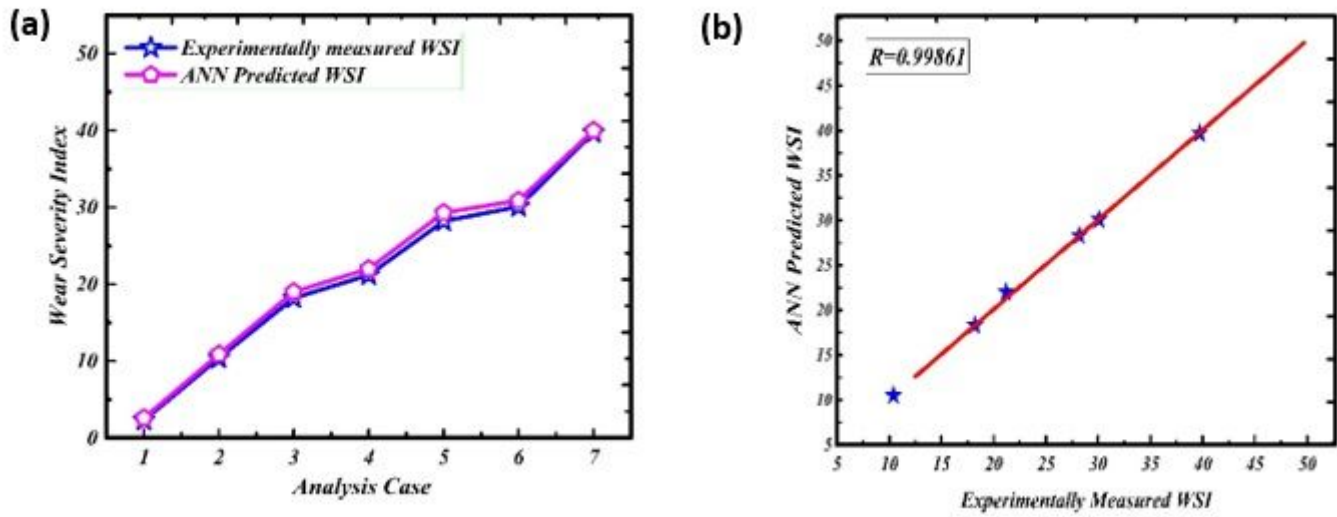 (a)
Experimentally measured WSI
ANN Predicted WSI
Wear Severity Index
50
40
30
20
10
0
1 2 3 4 5 6 7
Analysis Case
(b)
R=0.99861
ANN Predicted WSI
50
45
40
35
30
25
20
15
10
5
5 10 15 20 25 30 35 40 45 50
Experimentally Measured WSI